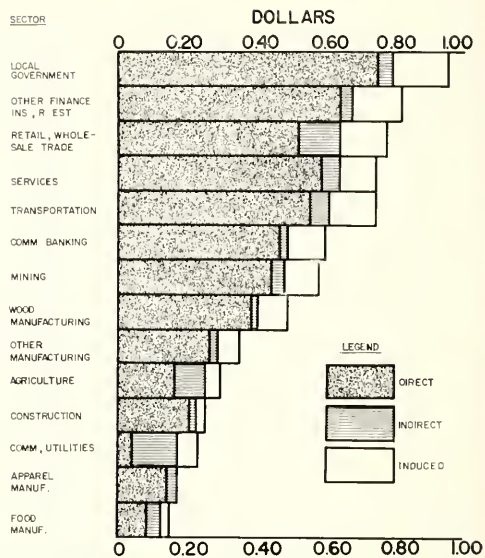 SECTOR
DOLLARS
0 0.20 0.40 0.60 0.80 1.00
LOCAL
GOVERNMENT
OTHER FINANCE
INS, R EST
RETAIL, WHOLE-
SALE TRADE
SERVICES
TRANSPORTATION
COMM BANKING
MINING
WOOD
MANUFACTURING
OTHER
MANUFACTURING
AGRICULTURE
CONSTRUCTION
COMM, UTILITIES
APPAREL
MANUF.
FOOD
MANUF.
LEGEND
DIRECT
INDIRECT
INDUCED
0 0.20 0.40 0.60 0.80 1.00